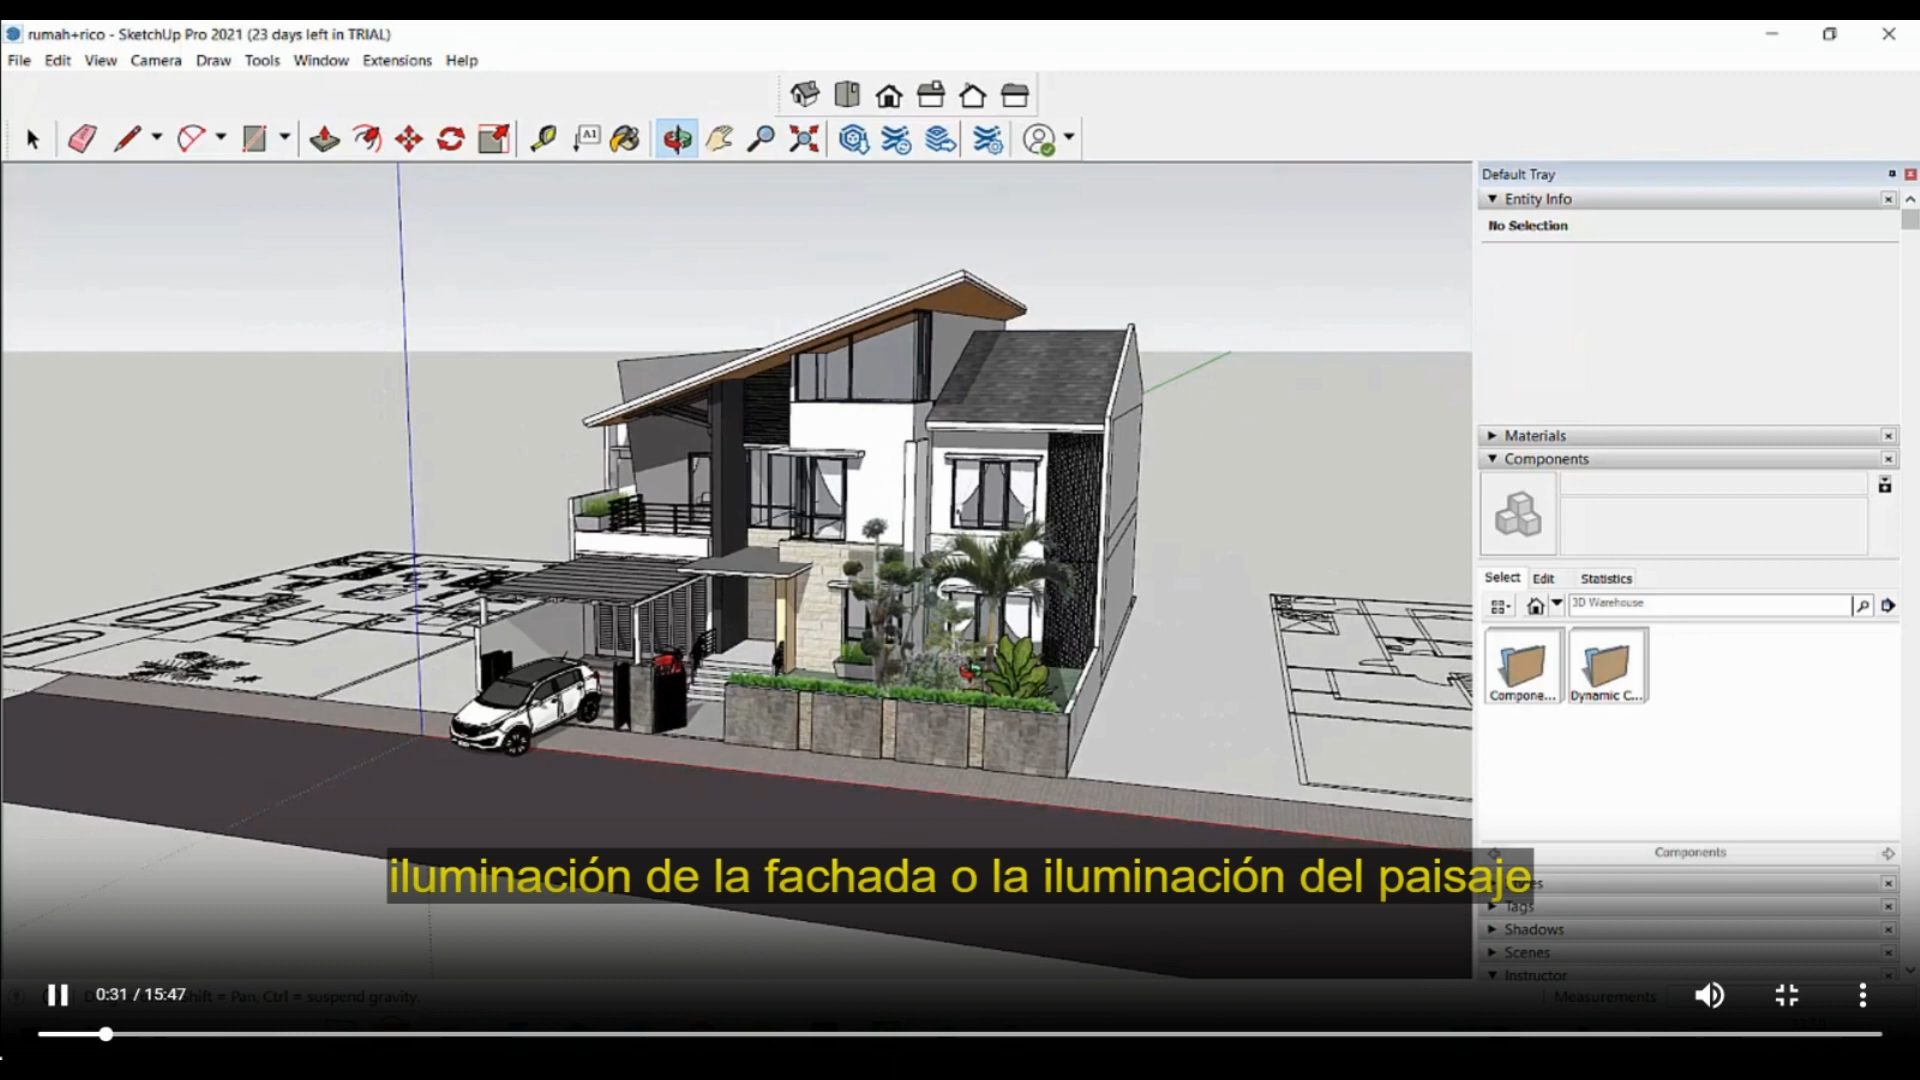 rumah+rico - SketchUp Pro 2021 (23 days left in TRIAL)
File Edit View Camera Draw Tools Window Extensions Help
A1
Default Tray
Entity Info
No Selection
Materials
Components
Select Edit Statistics
3D Warehouse
Compone... Dynamic C...
Components
iluminación de la fachada o la iluminación del paisaje
Tags
Shadows
Scenes
Instructor
0:31 / 15:47
Shift = Pan, Ctrl = suspend gravity.
Measurements